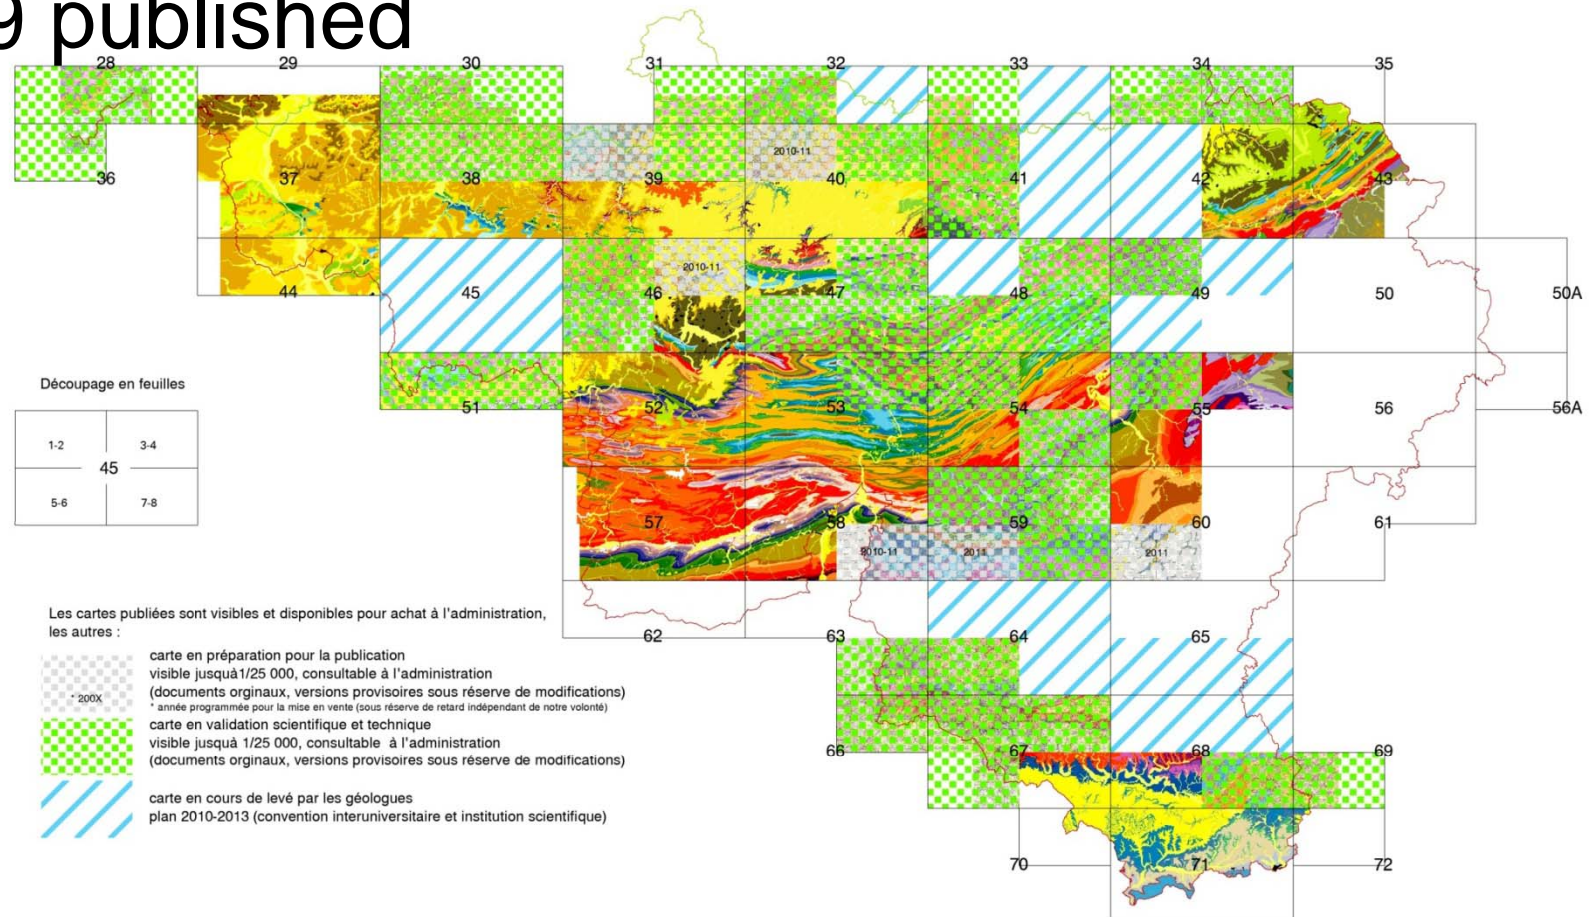 9 published
28 29 30 31 32 33 34 35
2010-11
36 37 38 39 40 41 42 43
2010-11
44 45 46 47 48 49 50 50A
Découpage en feuilles
51 52 53 54 55 56 56A
1-2 3-4
45
5-6 7-8
57 58 59 60 61
2010-11 2011 2011
Les cartes publiées sont visibles et disponibles pour achat à l'administration,
les autres :
62 63 64 65
carte en préparation pour la publication
visible jusquà1/25 000, consultable à l'administration
(documents orginaux, versions provisoires sous réserve de modifications)
* 200X
* année programmée pour la mise en vente (sous réserve de retard indépendant de notre volonté)
carte en validation scientifique et technique
visible jusquà 1/25 000, consultable à l'administration
(documents orginaux, versions provisoires sous réserve de modifications)
66 67 68 69
carte en cours de levé par les géologues
plan 2010-2013 (convention interuniversitaire et institution scientifique)
70 71 72